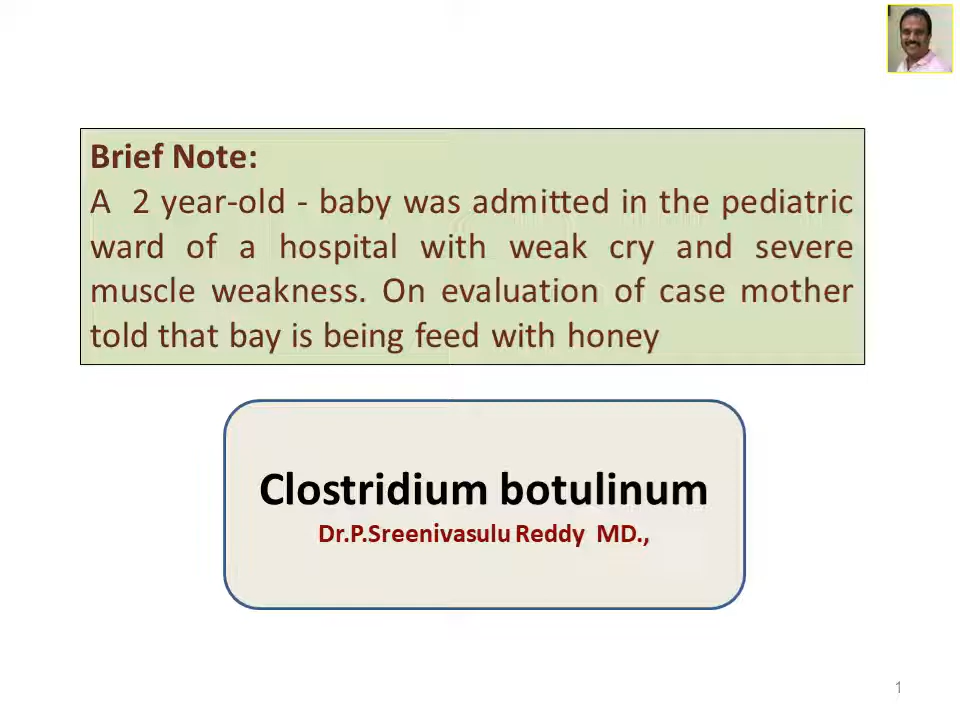 Brief Note:
A 2 year-old - baby was admitted in the pediatric
ward of a hospital with weak cry and severe
muscle weakness. On evaluation of case mother
told that bay is being feed with honey
Clostridium botulinum
Dr.P.Sreenivasulu Reddy MD.,
1